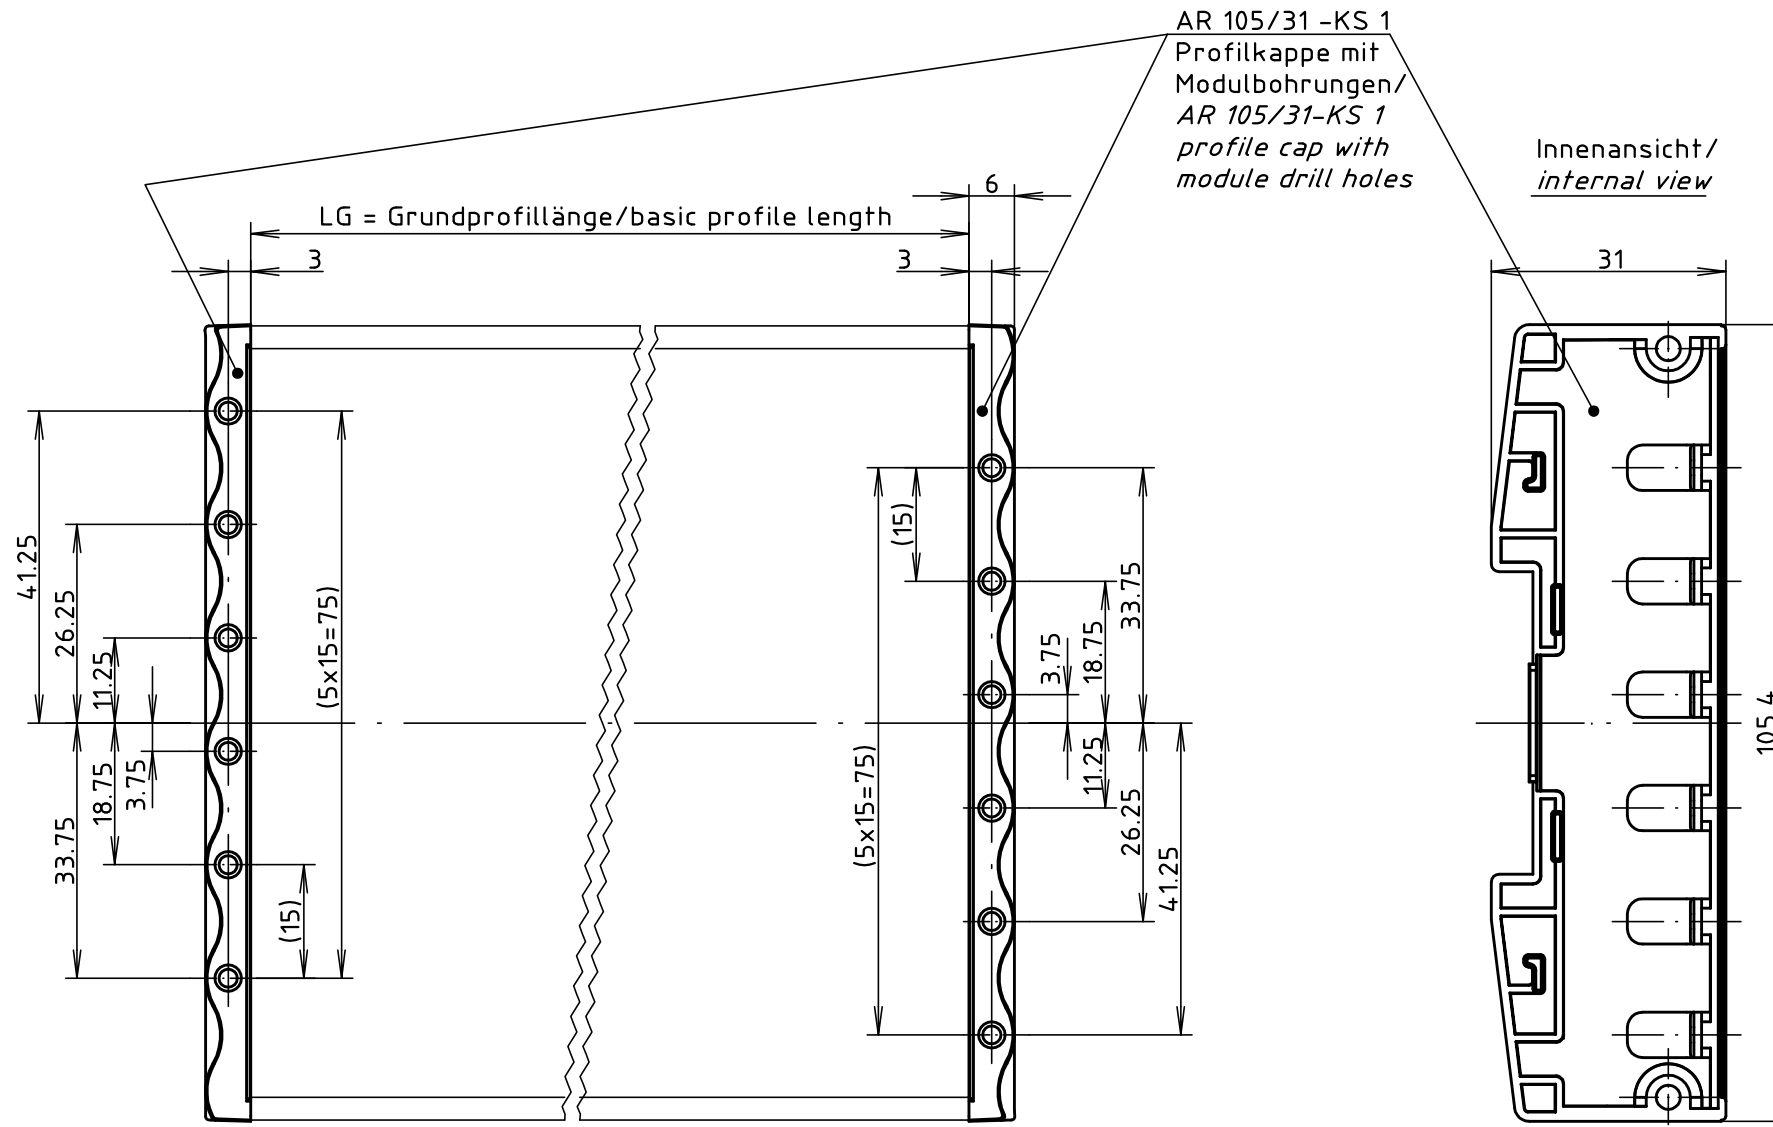 AR 105/31 -KS 1
Profilkappe mit
Modulbohrungen/
AR 105/31-KS 1
profile cap with
module drill holes
Innenansicht/
internal view
6
LG = Grundprofillänge/basic profile length
3
3
31
41.25
26.25
11.25
(5x15=75)
33.75
18.75
3.75
(15)
(15)
33.75
18.75
3.75
(5x15=75)
11.25
26.25
41.25
105.4